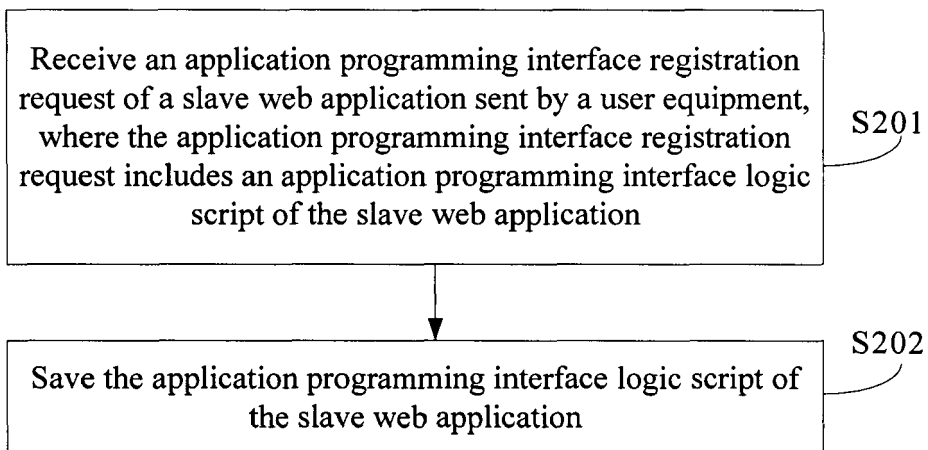 Receive an application programming interface registration
request of a slave web application sent by a user equipment,
where the application programming interface registration
request includes an application programming interface logic
script of the slave web application
S201
Save the application programming interface logic script of
the slave web application
S202